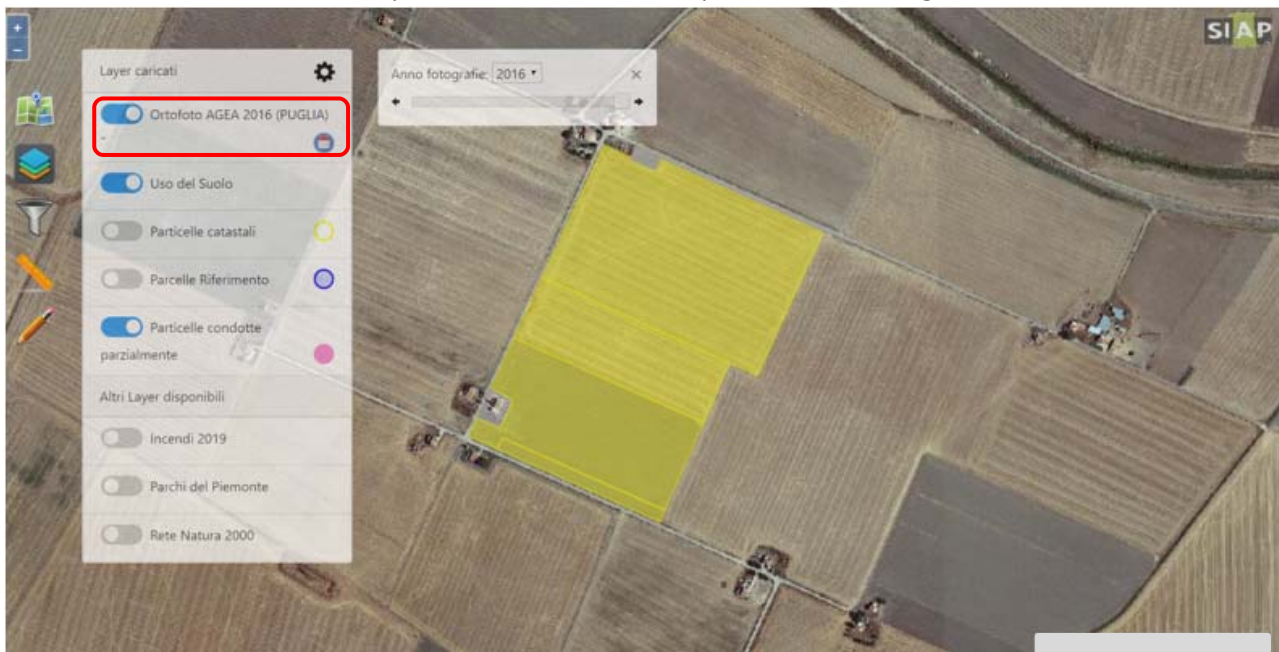 +
-
SIAP
Layer caricati
Anno fotografie: 2016
×
Ortofoto AGEA 2016 (PUGLIA)
-
Uso del Suolo
Particelle catastali
Parcelle Riferimento
Particelle condotte
parzialmente
Altri Layer disponibili
Incendi 2019
Parchi del Piemonte
Rete Natura 2000